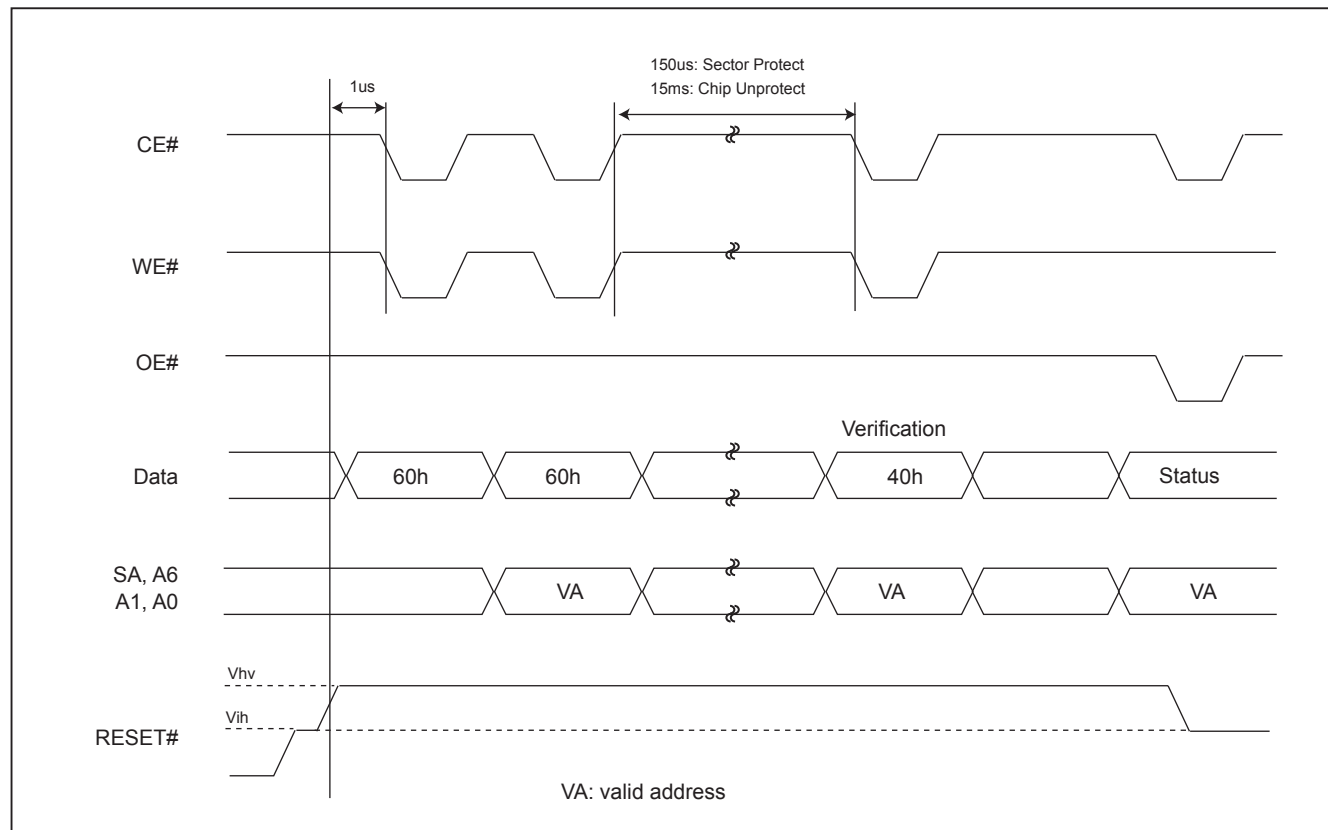 150us: Sector Protect
1us
15ms: Chip Unprotect
CE#
WE#
OE#
Verification
Data
60h
60h
40h
Status
SA, A6
A1, A0
VA
VA
VA
Vhv
Vih
RESET#
VA: valid address